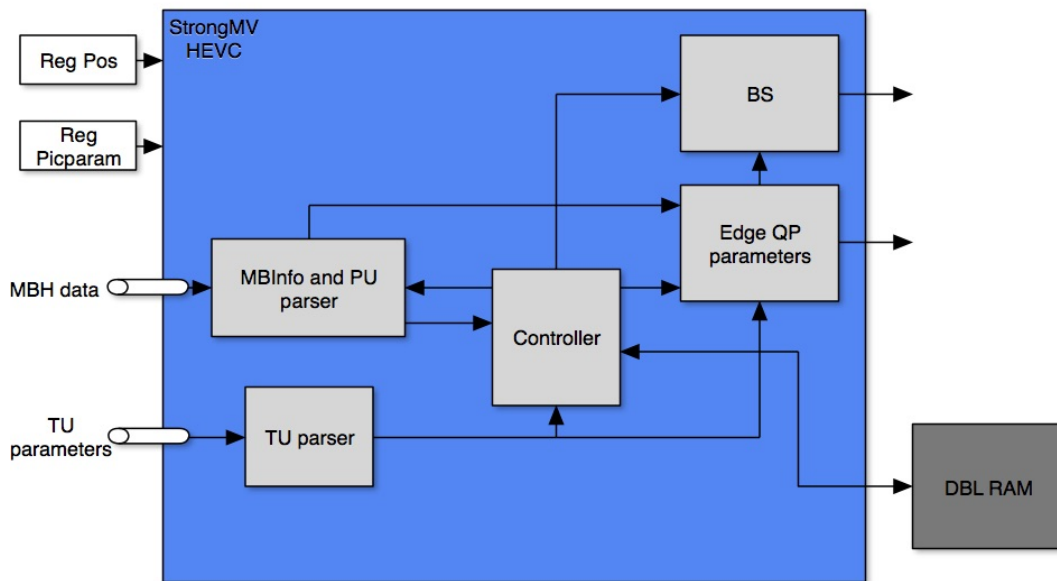 StrongMV
HEVC
Reg Pos
BS
Reg
Picparam
Edge QP
parameters
MBInfo and PU
parser
MBH data
Controller
TU
parameters
TU parser
DBL RAM